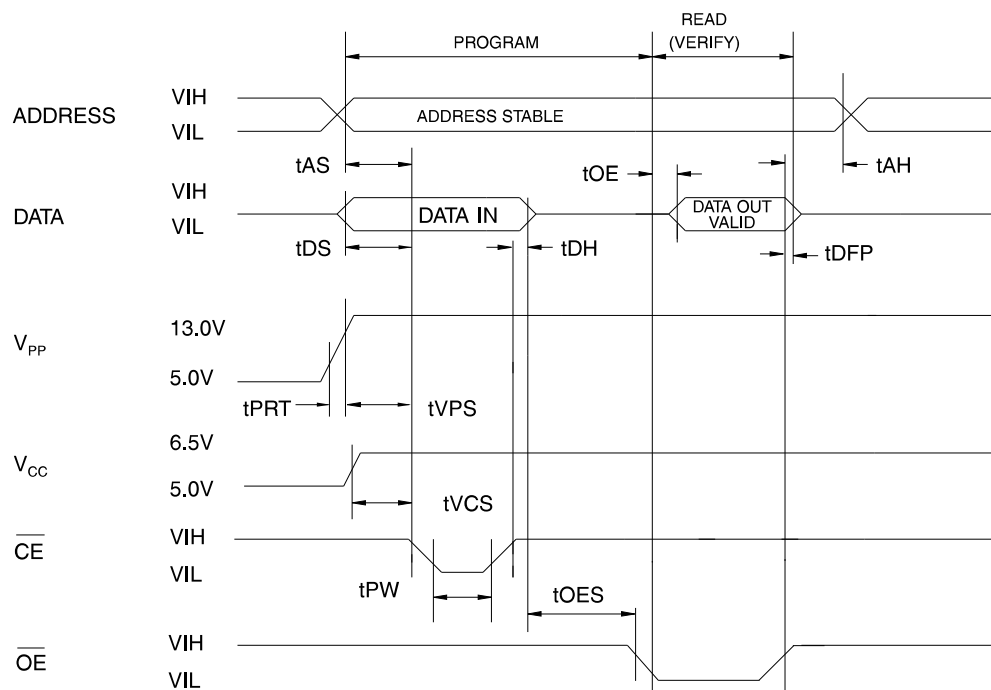 READ
(VERIFY)
PROGRAM
ADDRESS
VIH
VIL
ADDRESS STABLE
tAS
tOE
tAH
DATA
VIH
VIL
DATA IN
DATA OUT
VALID
tDS
tDH
tDFP
VPP
13.0V
5.0V
tPRT
tVPS
VCC
6.5V
5.0V
tVCS
CE
VIH
VIL
tPW
tOES
OE
VIH
VIL